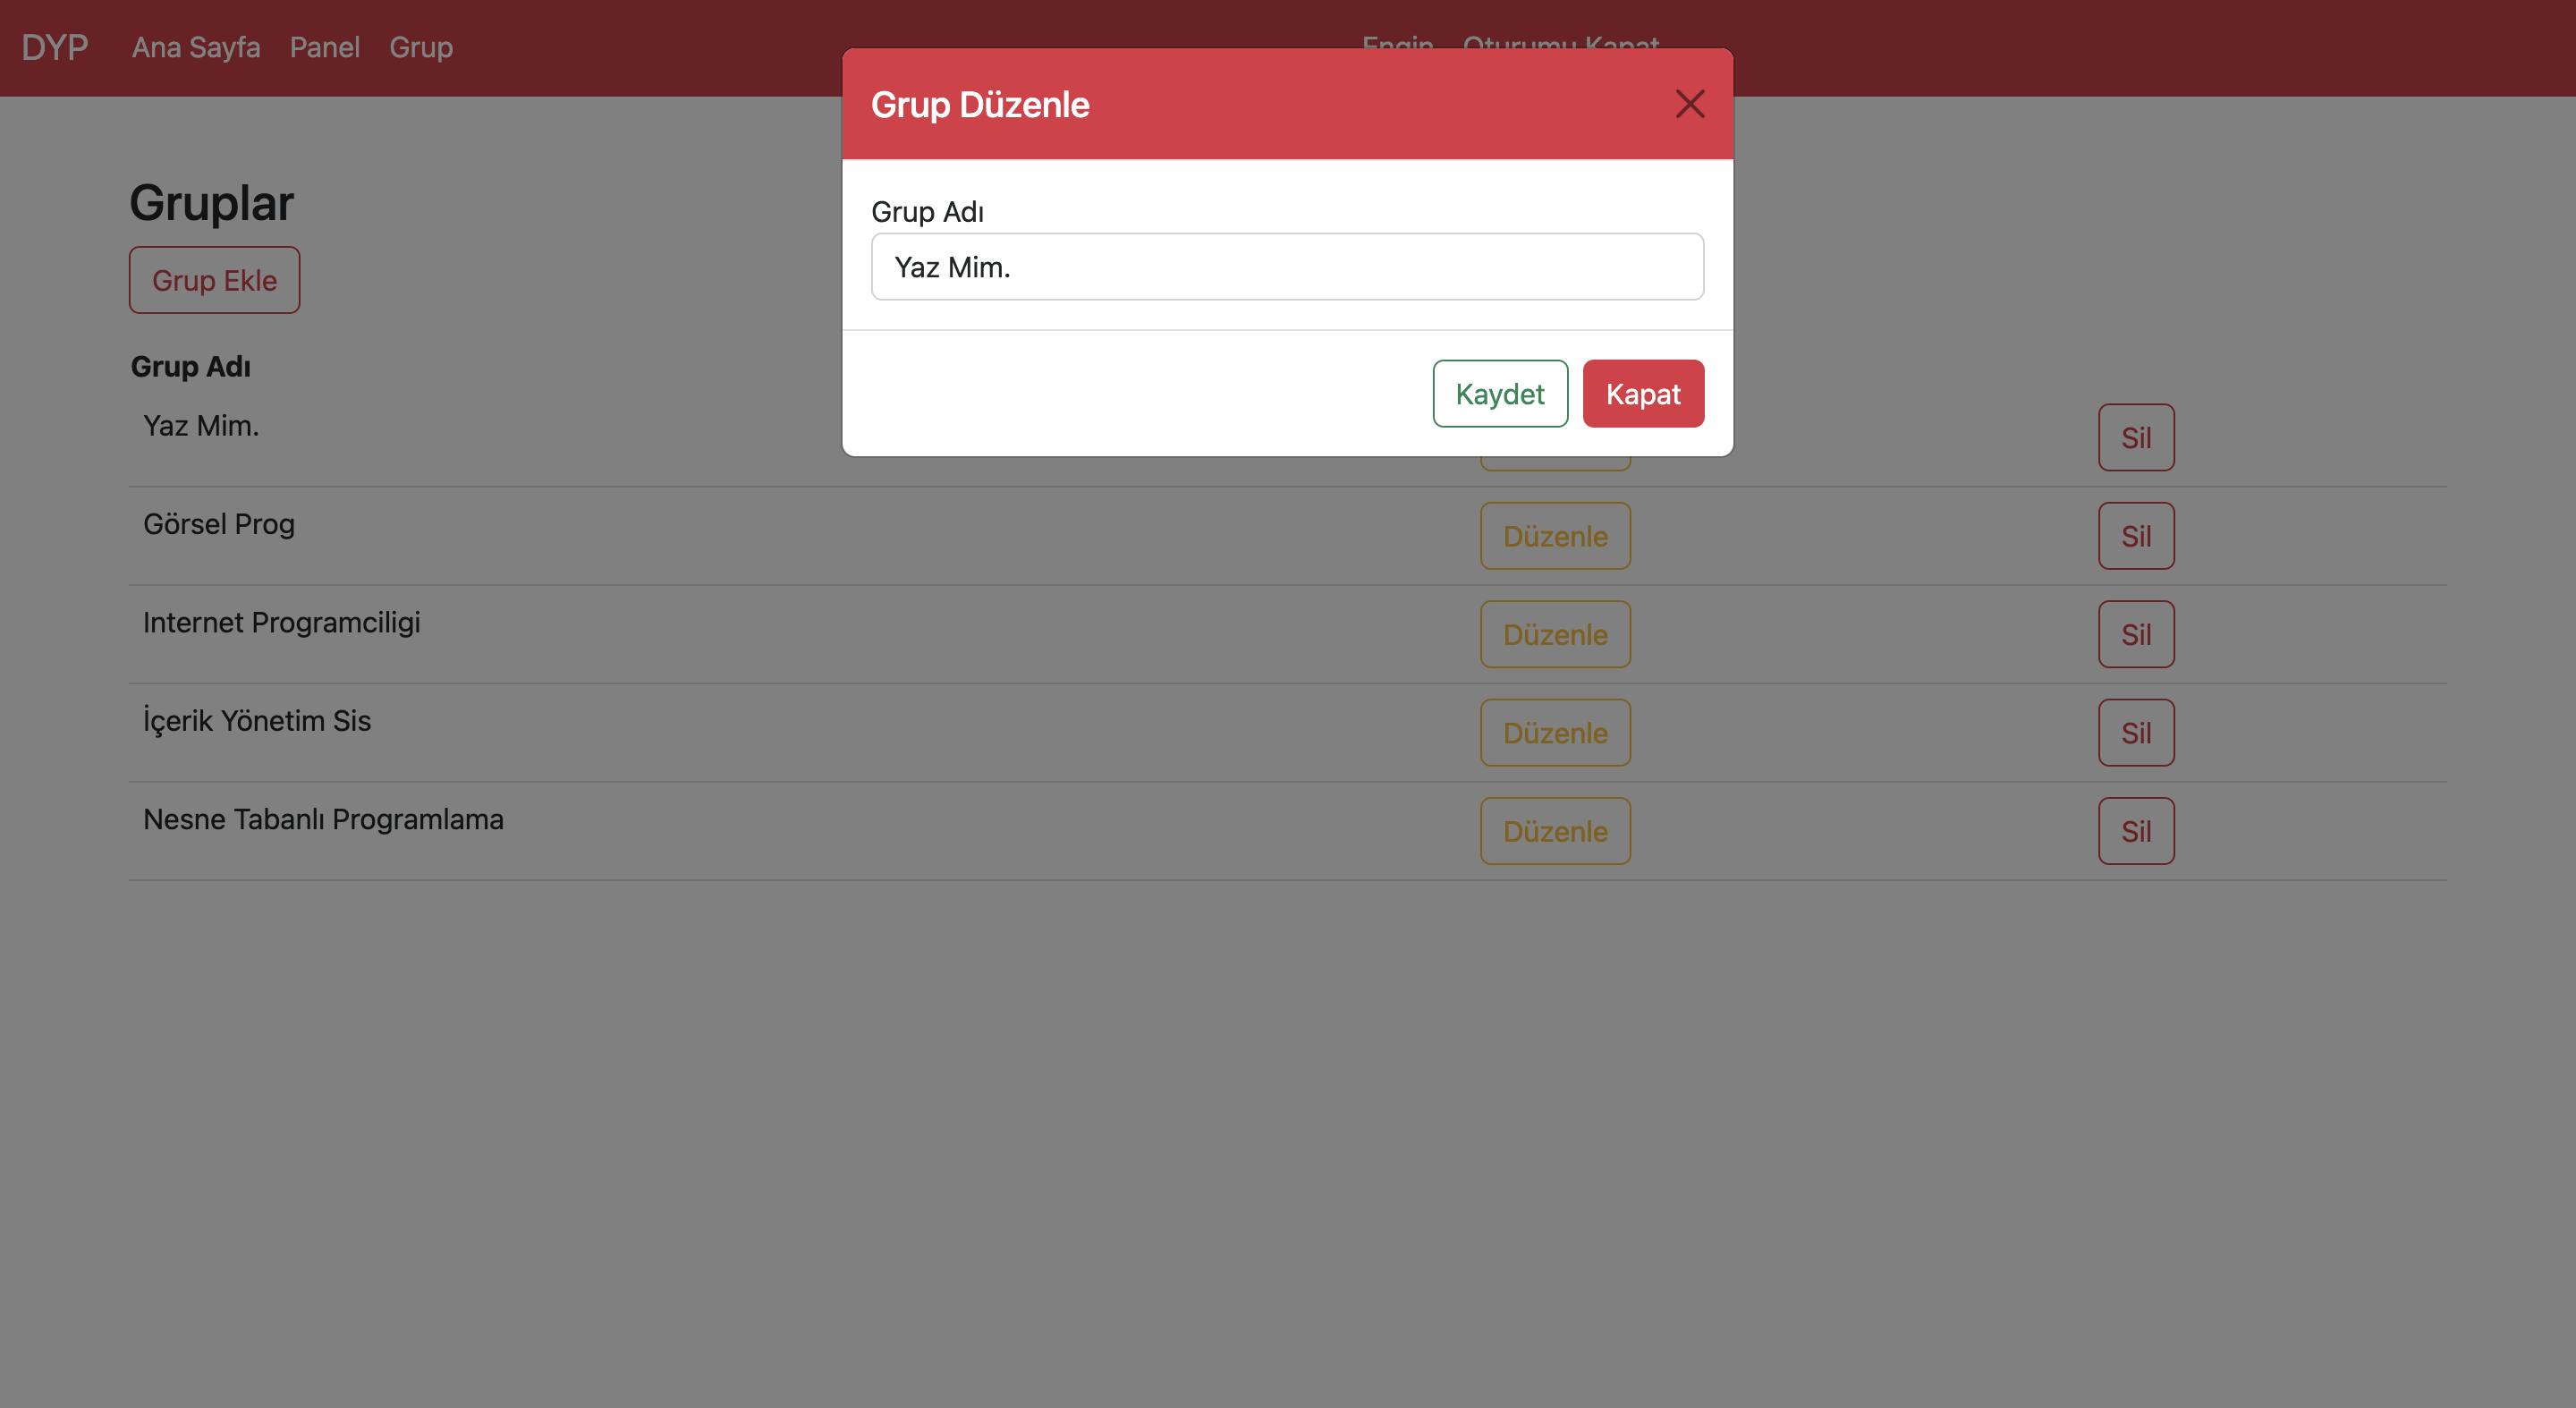 DYP Ana Sayfa Panel Grup Engin Oturumu Kapat
Grup Düzenle
Grup Adı
Yaz Mim.
Kaydet Kapat
Gruplar
Grup Ekle
Grup Adı
Yaz Mim. Sil
Görsel Prog Düzenle Sil
Internet Programciligi Düzenle Sil
İçerik Yönetim Sis Düzenle Sil
Nesne Tabanlı Programlama Düzenle Sil